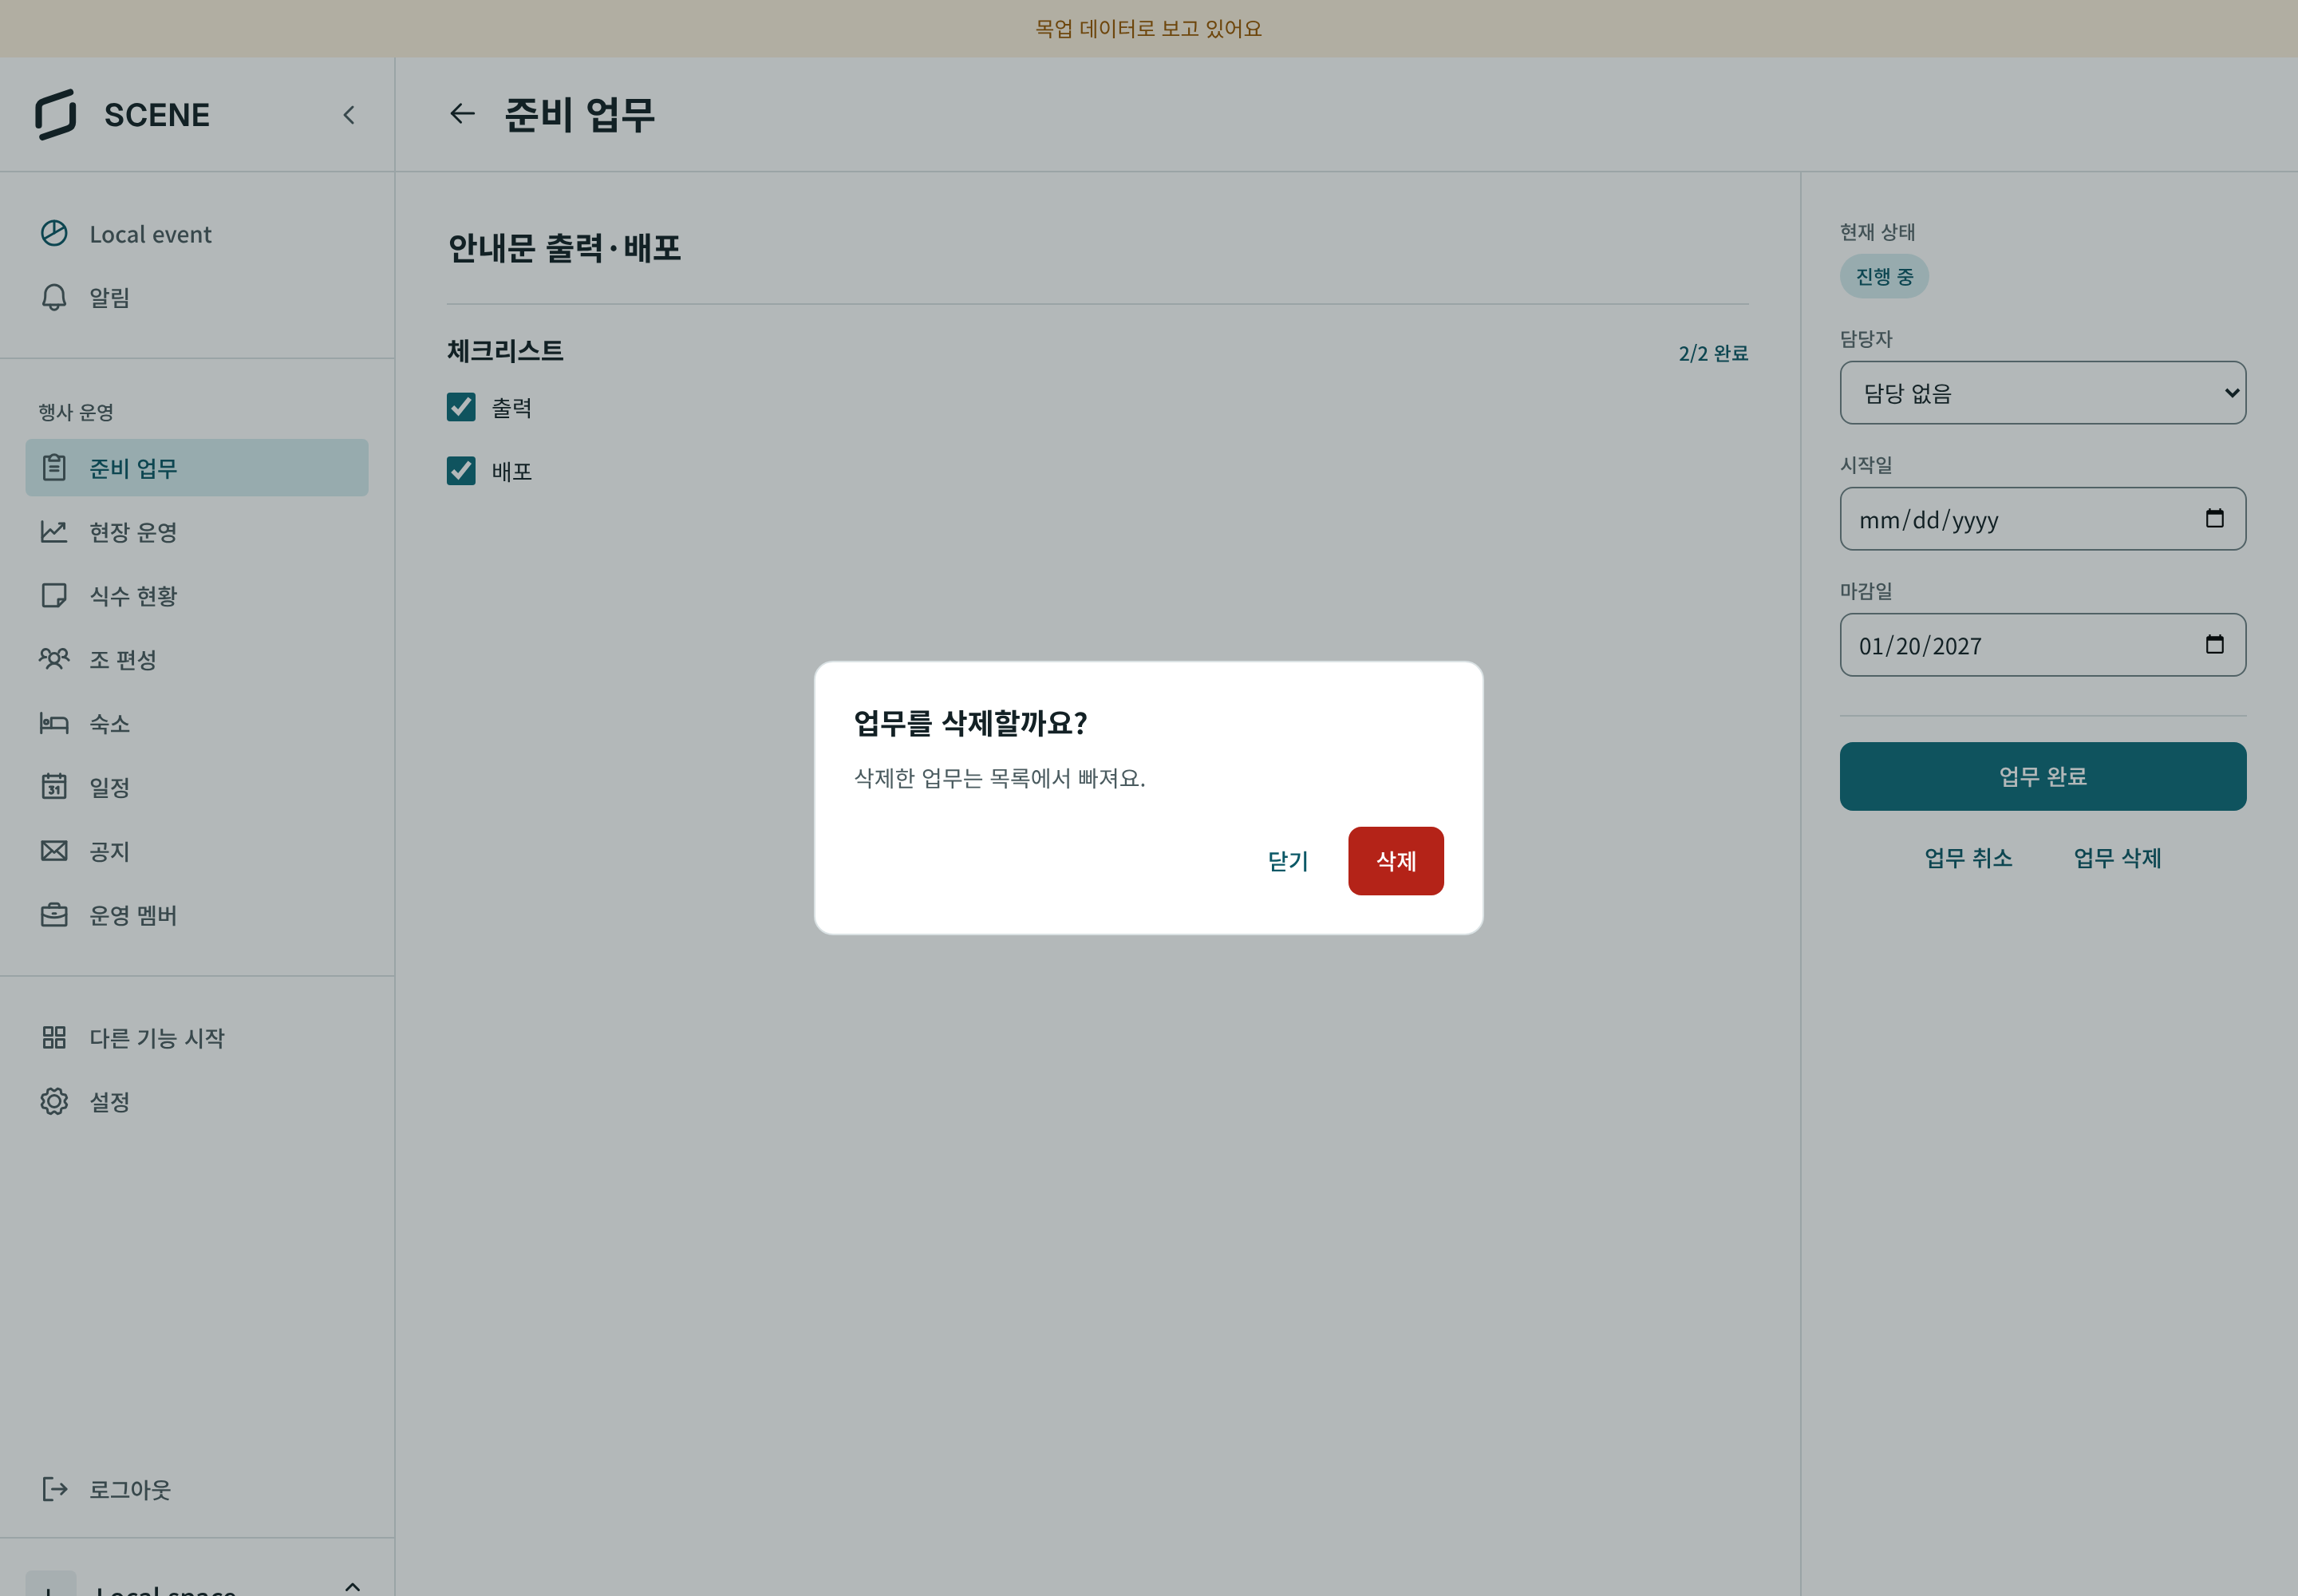 목업 데이터로 보고 있어요
SCENE
준비 업무
Local event
알림
행사 운영
준비 업무
현장 운영
식수 현황
조 편성
숙소
31
일정
공지
운영 멤버
다른 기능 시작
설정
로그아웃
Local space
안내문 출력·배포
체크리스트
2/2 완료
출력
배포
현재 상태
진행 중
담당자
담당 없음
시작일
mm/dd/yyyy
마감일
01/20/2027
업무 완료
업무 취소
업무 삭제
업무를 삭제할까요?
삭제한 업무는 목록에서 빠져요.
닫기
삭제